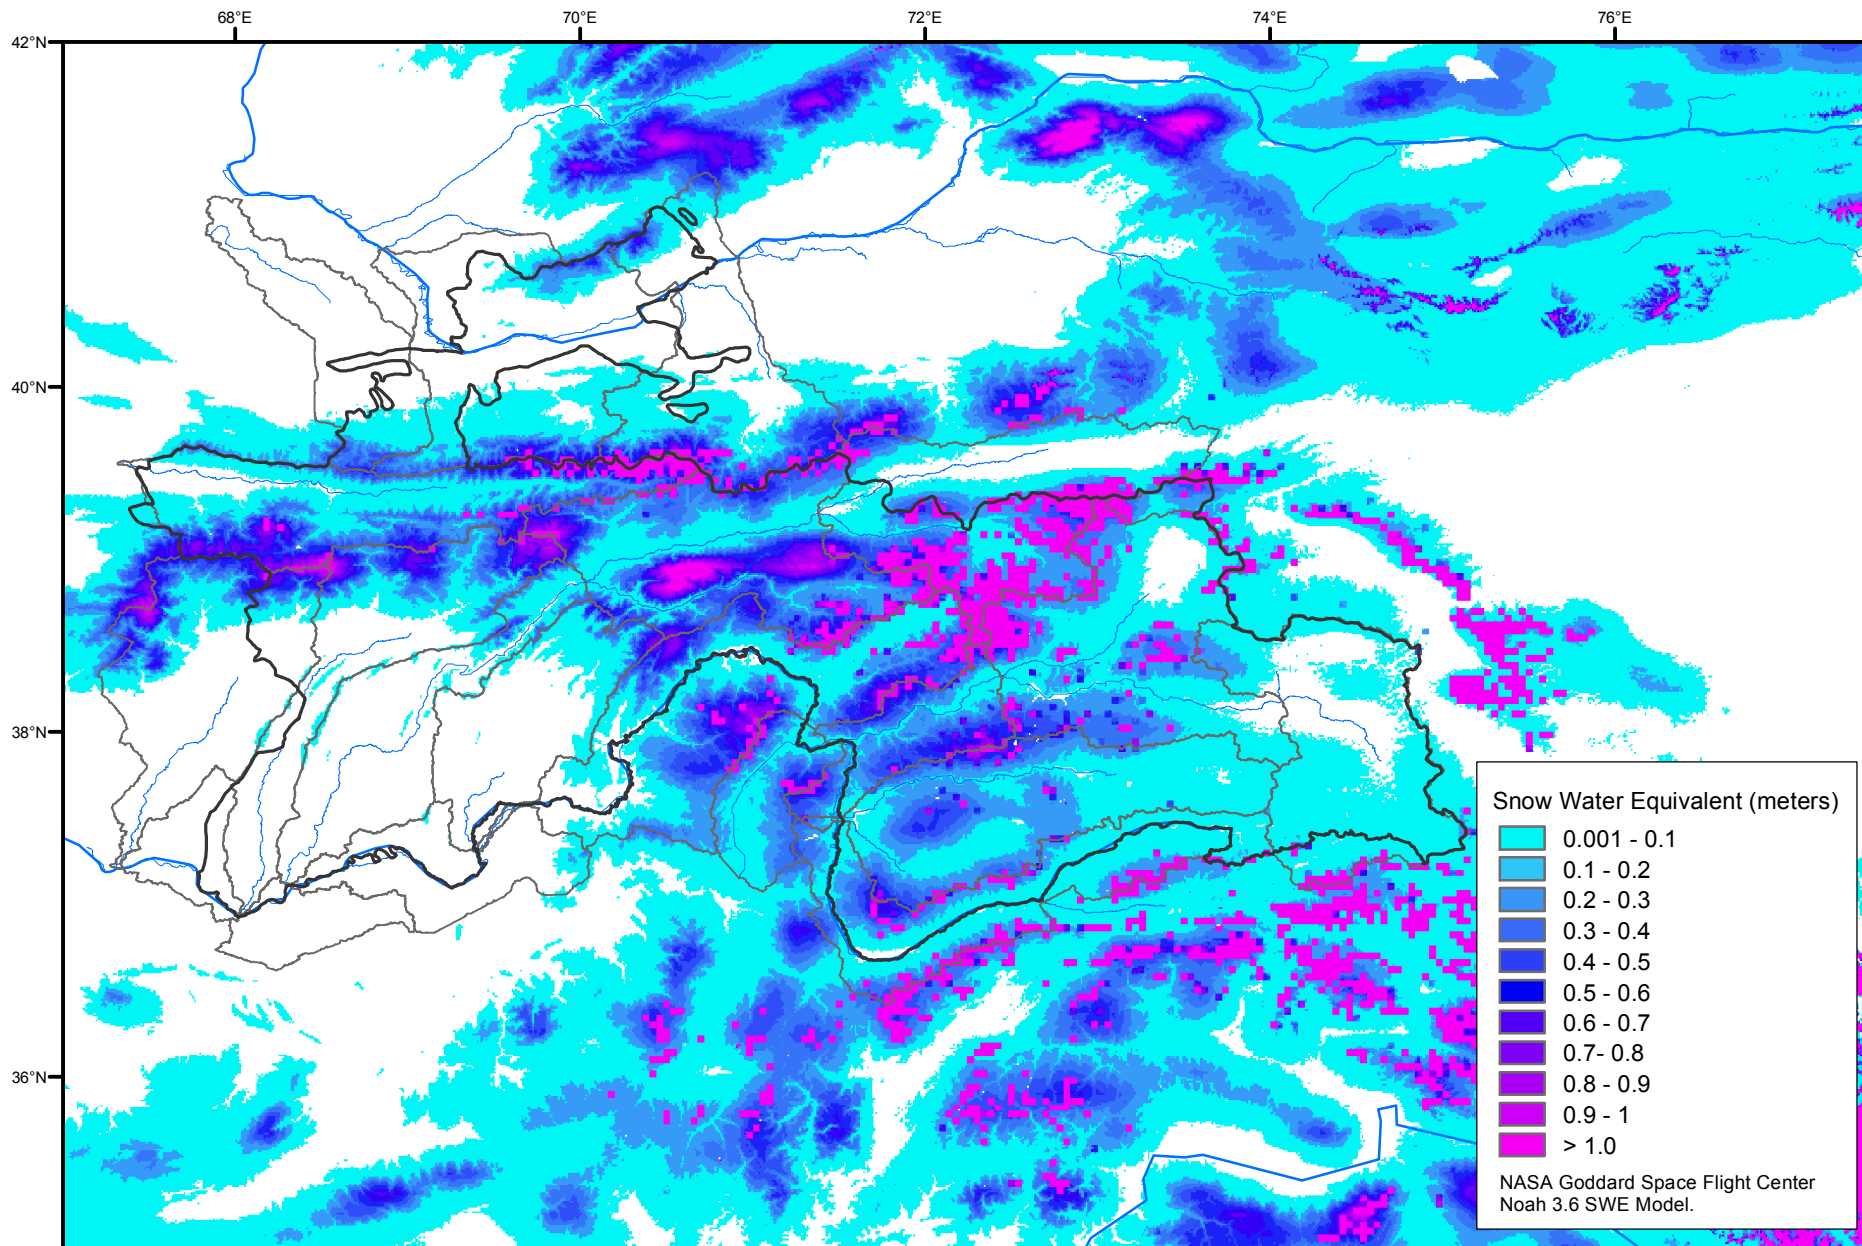 68°E 70°E 72°E 74°E 76°E
42°N
40°N
38°N
36°N
Snow Water Equivalent (meters)
0.001 - 0.1
0.1 - 0.2
0.2 - 0.3
0.3 - 0.4
0.4 - 0.5
0.5 - 0.6
0.6 - 0.7
0.7- 0.8
0.8 - 0.9
0.9 - 1
> 1.0
NASA Goddard Space Flight Center
Noah 3.6 SWE Model.